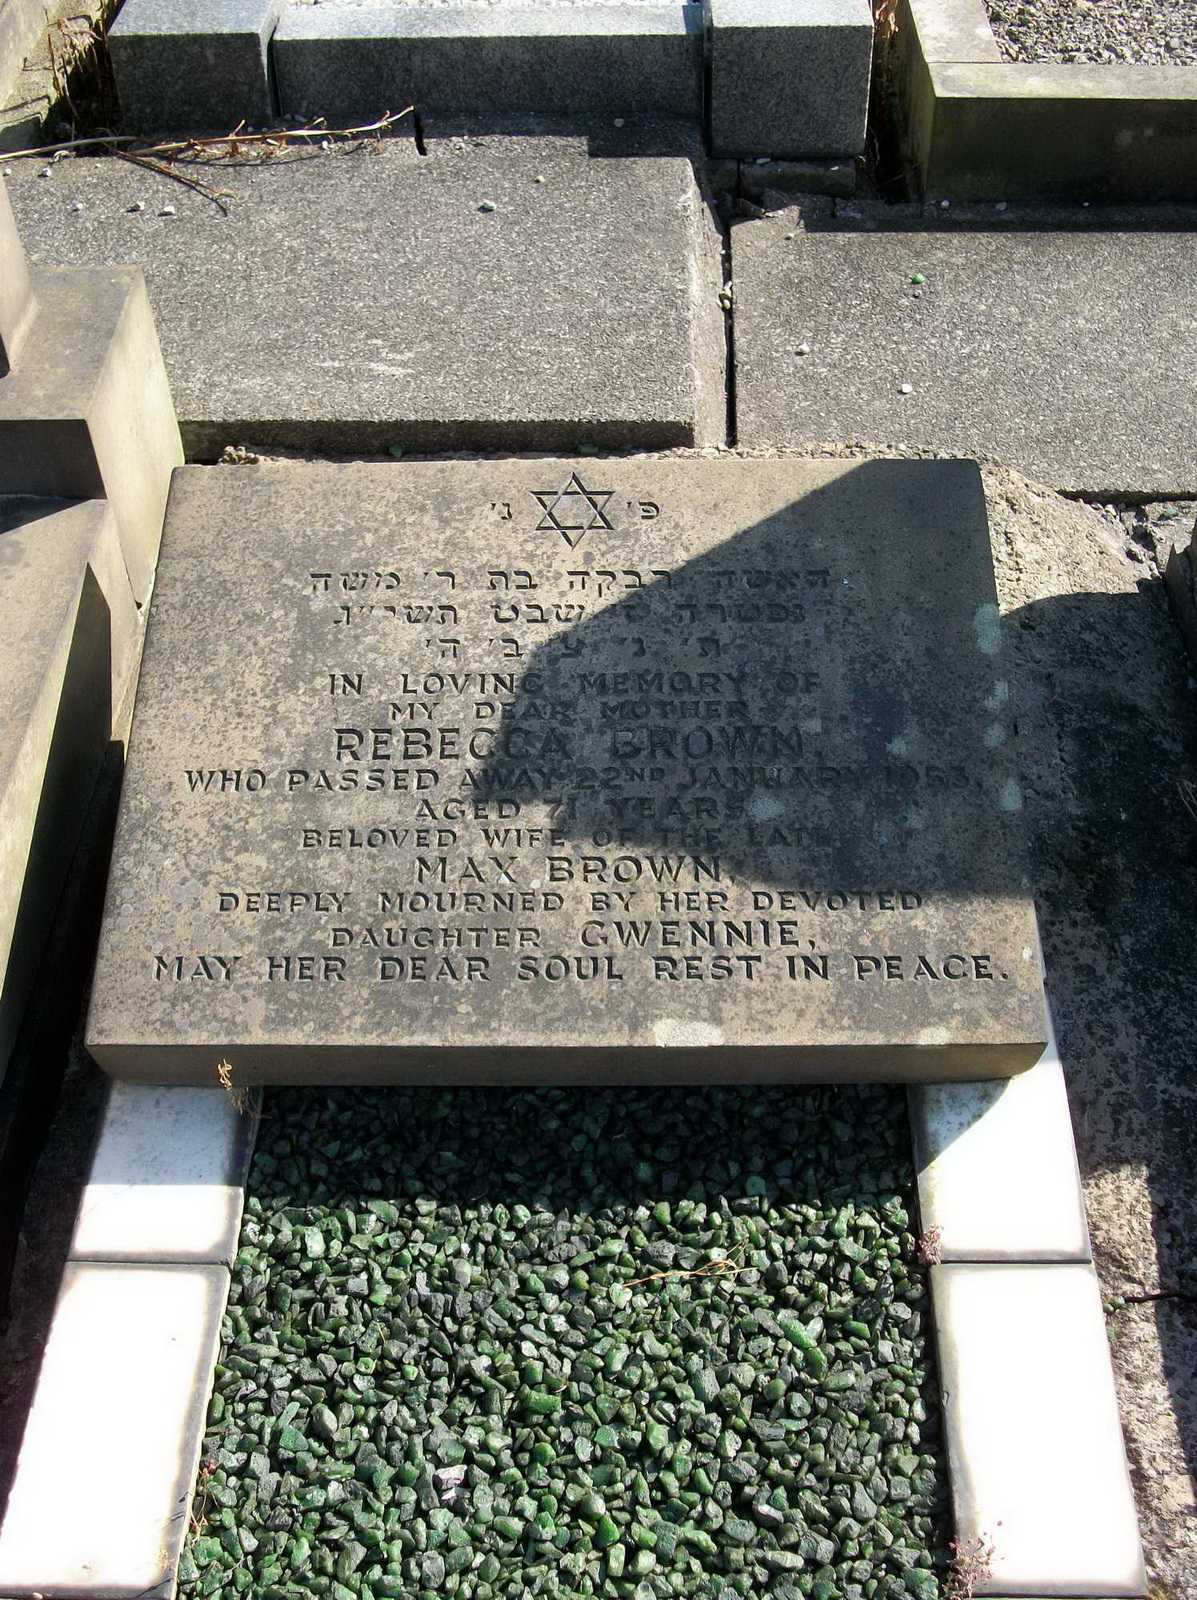 פ' נ'
האשה רבקה בת ר' משה
נפטרה ו' שבט תשי״ג
ת' נ' צ' ב' ה'
IN LOVING MEMORY OF
MY DEAR MOTHER
REBECCA BROWN
WHO PASSED AWAY 22ND JANUARY 1953.
AGED 71 YEARS
BELOVED WIFE OF THE LATE
MAX BROWN,
DEEPLY MOURNED BY HER DEVOTED
DAUGHTER GWENNIE,
MAY HER DEAR SOUL REST IN PEACE.